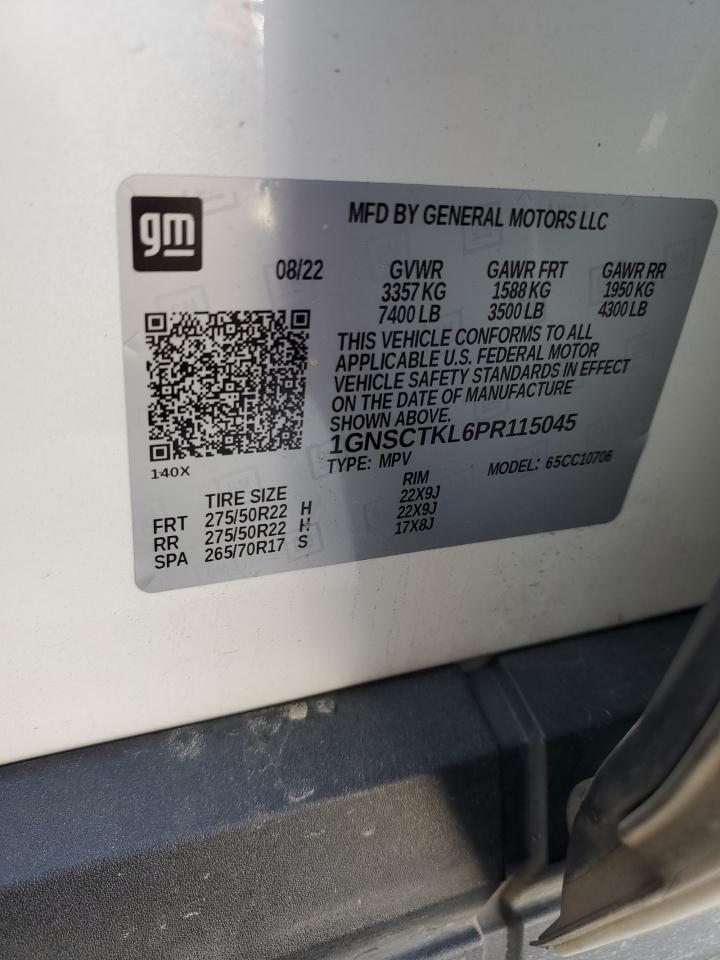 gm
MFD BY GENERAL MOTORS LLC
08/22 GVWR GAWR FRT GAWR RR
3357 KG 1588 KG 1950 KG
7400 LB 3500 LB 4300 LB
THIS VEHICLE CONFORMS TO ALL
APPLICABLE U.S. FEDERAL MOTOR
VEHICLE SAFETY STANDARDS IN EFFECT
ON THE DATE OF MANUFACTURE
SHOWN ABOVE.
1GNSCTKL6PR115045
TYPE: MPV MODEL: 65CC10706
140X
TIRE SIZE RIM
FRT 275/50R22 H 22X9J
RR 275/50R22 H 22X9J
SPA 265/70R17 S 17X8J